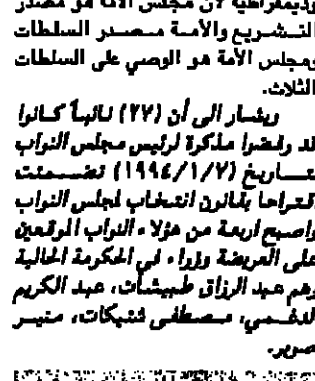 وديمقراطية لأن مجلس الأمة هو مصدر
التشريع والأمة مصدر السلطات
ومجلس الأمة هو الوصي على السلطات
الثلاث.
ويشار الى أن (٢٧) نائباً كانوا
قد رفعوا مذكرة لرئيس مجلس النواب
بتاريخ (١٩٩٤/١/٧) تضمنت
اقتراحا بقانون انتخاب لمجلس النواب
واصبح اربعة من هؤلاء النواب الموقعين
على العريضة وزراء في الحكومة الحالية
وهم عبد الرزاق طبيشات، عبد الكريم
الدغمي، مصطفى شنيكات، منير
صوبر.